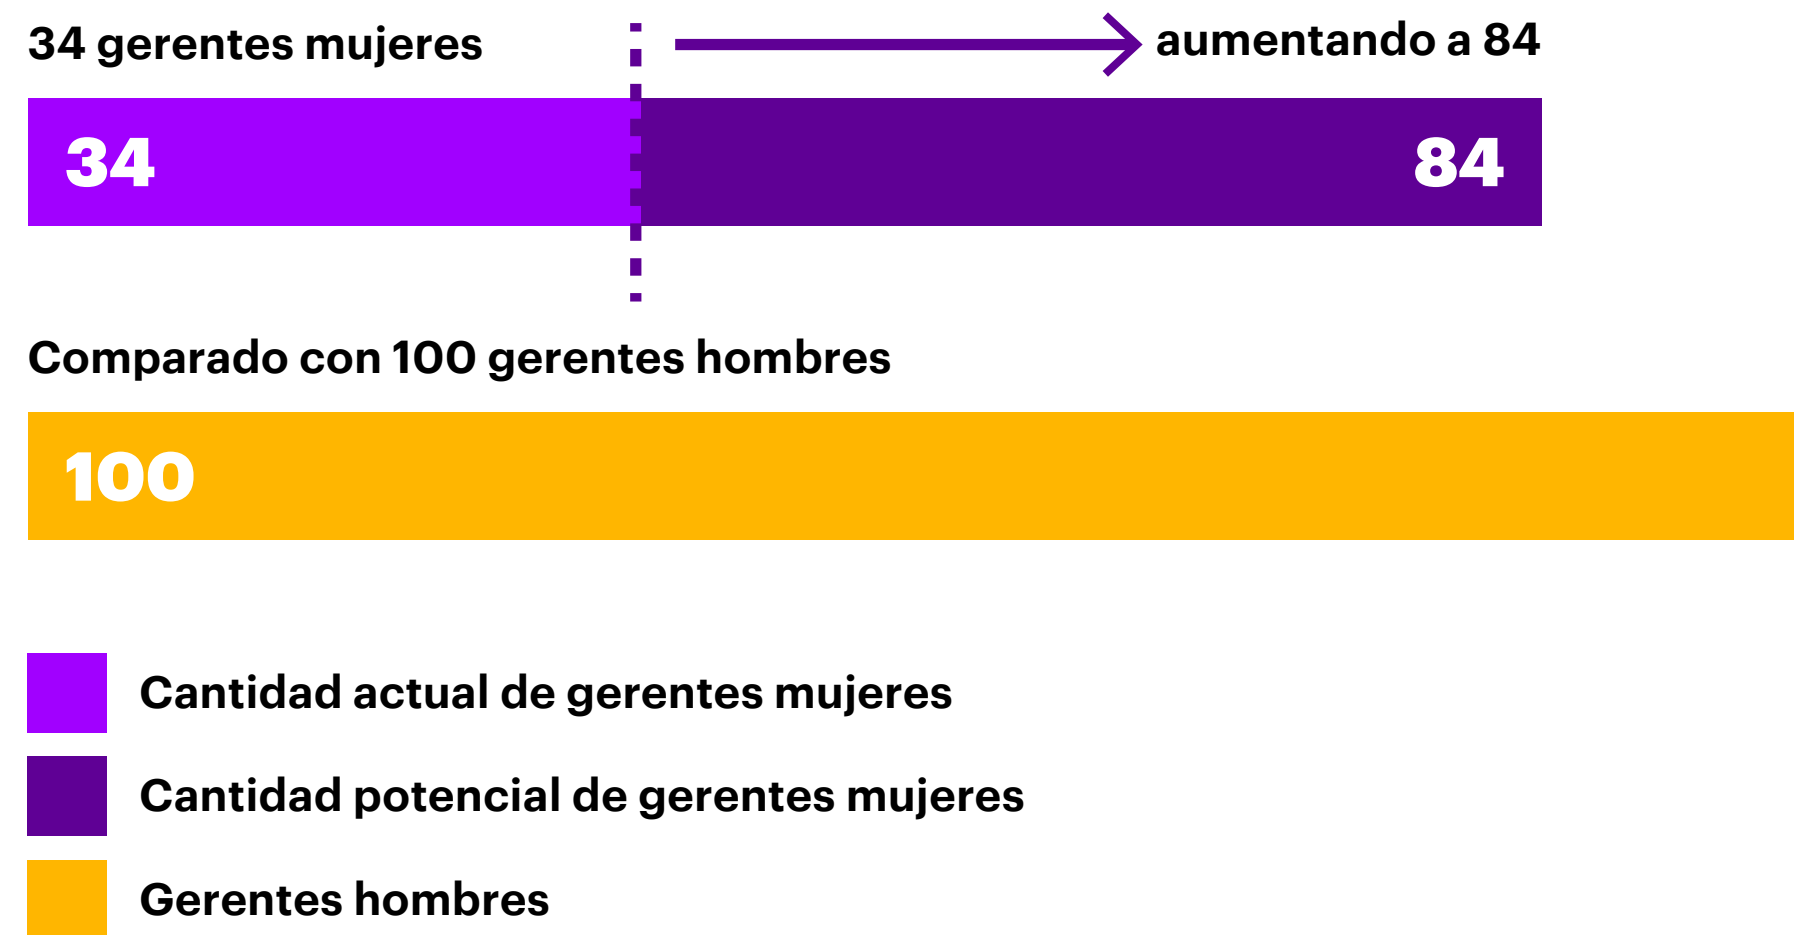 34 gerentes mujeres
aumentando a 84
34
84
Comparado con 100 gerentes hombres
100
Cantidad actual de gerentes mujeres
Cantidad potencial de gerentes mujeres
Gerentes hombres